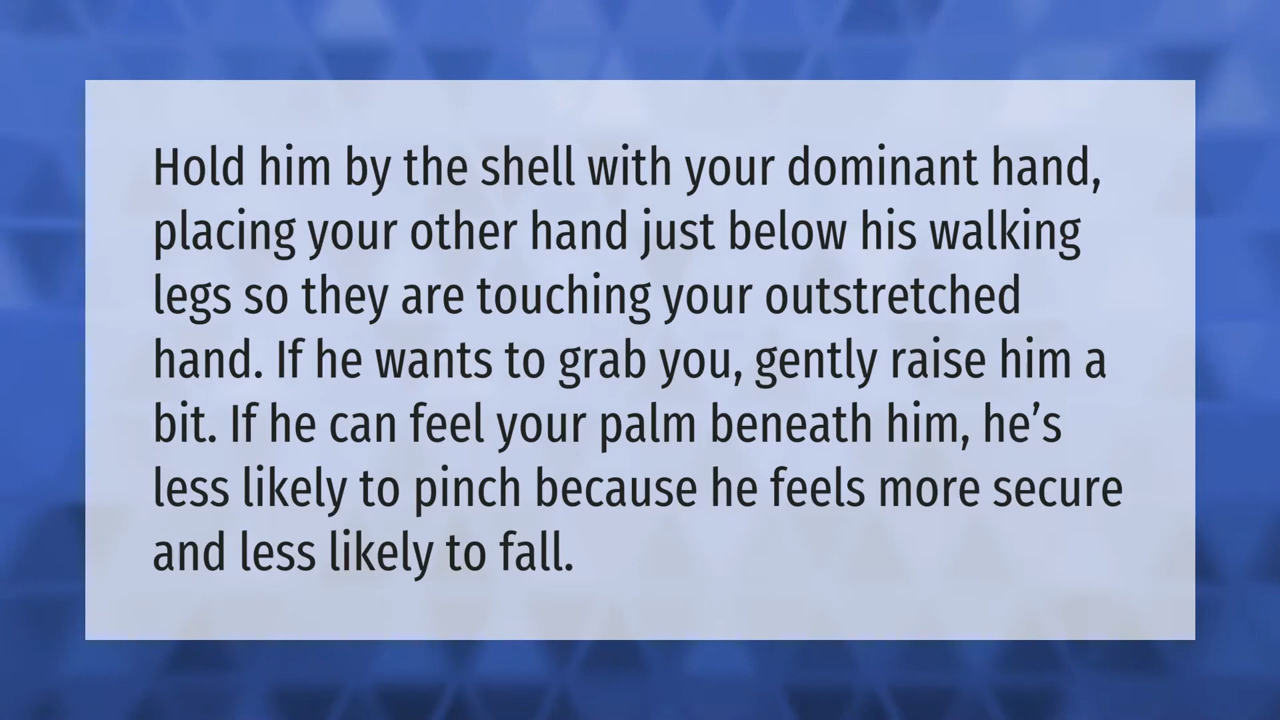 Hold him by the shell with your dominant hand,
placing your other hand just below his walking
legs so they are touching your outstretched
hand. If he wants to grab you, gently raise him a
bit. If he can feel your palm beneath him, he’s
less likely to pinch because he feels more secure
and less likely to fall.